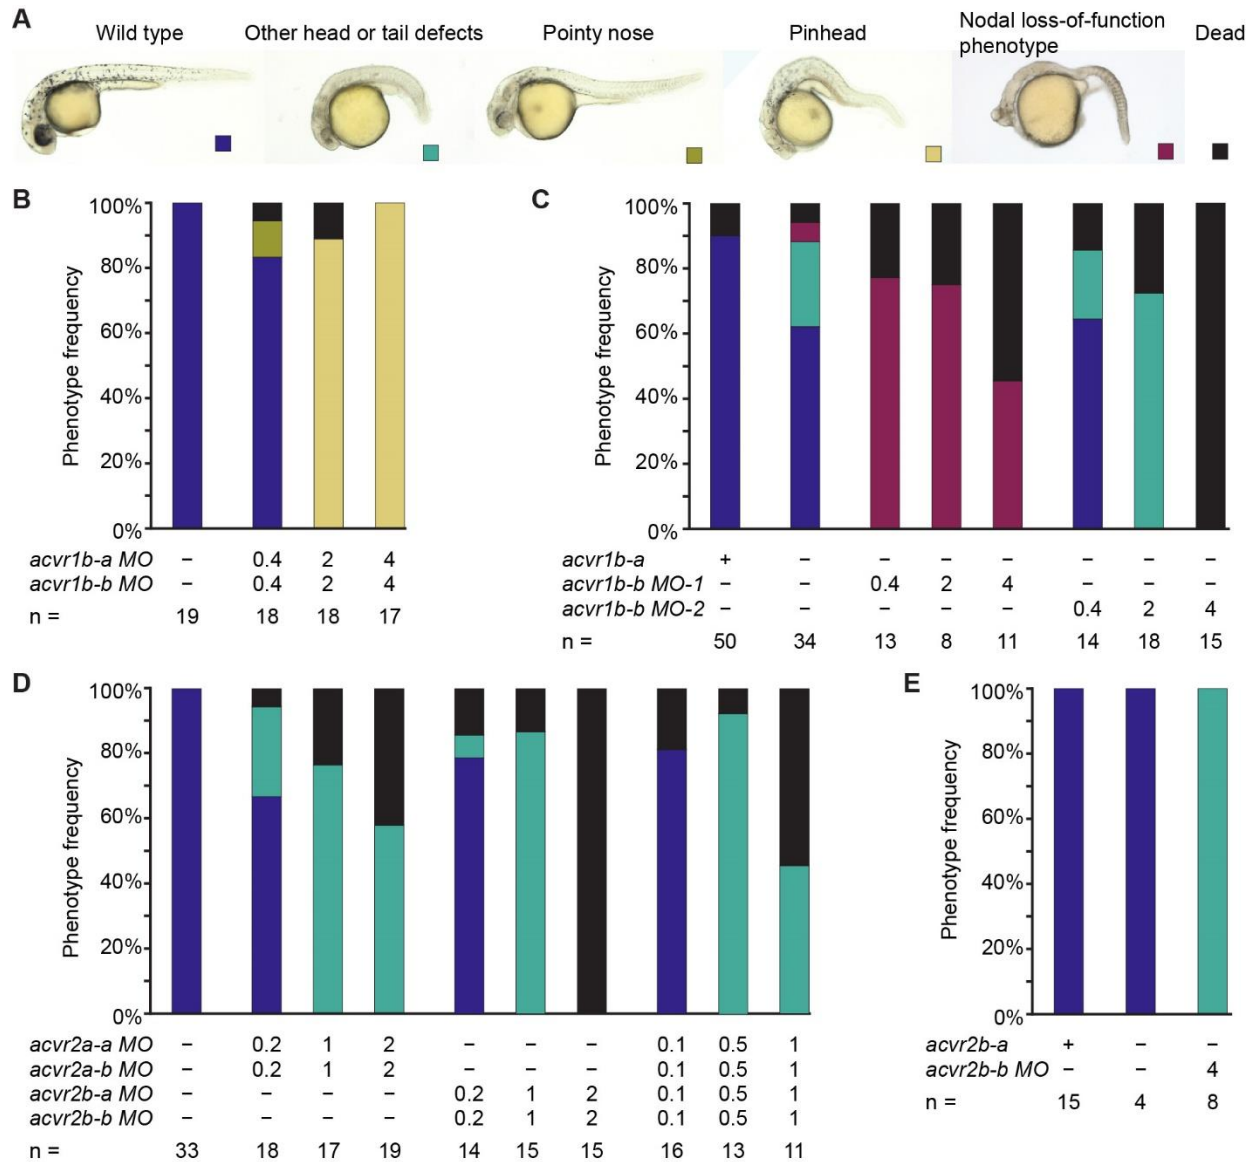 A
Wild type
Other head or tail defects
Pointy nose
Pinhead
Nodal loss-of-function
phenotype
Dead
B
Phenotype frequency
100%
80%
60%
40%
20%
0%
acvr1b-a MO – 0.4 2 4
acvr1b-b MO – 0.4 2 4
n = 19 18 18 17
C
Phenotype frequency
100%
80%
60%
40%
20%
0%
acvr1b-a + – – – – – – –
acvr1b-b MO-1 – – 0.4 2 4 – – –
acvr1b-b MO-2 – – – – – 0.4 2 4
n = 50 34 13 8 11 14 18 15
D
Phenotype frequency
100%
80%
60%
40%
20%
0%
acvr2a-a MO – 0.2 1 2 – – – 0.1 0.5 1
acvr2a-b MO – 0.2 1 2 – – – 0.1 0.5 1
acvr2b-a MO – – – – 0.2 1 2 0.1 0.5 1
acvr2b-b MO – – – – 0.2 1 2 0.1 0.5 1
n = 33 18 17 19 14 15 15 16 13 11
E
Phenotype frequency
100%
80%
60%
40%
20%
0%
acvr2b-a + – –
acvr2b-b MO – – 4
n = 15 4 8